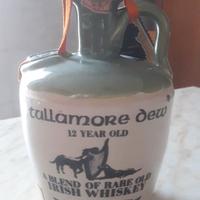 tullamore dew
12 YEAR OLD
A BLEND OF RARE OLD
IRISH WHISKEY